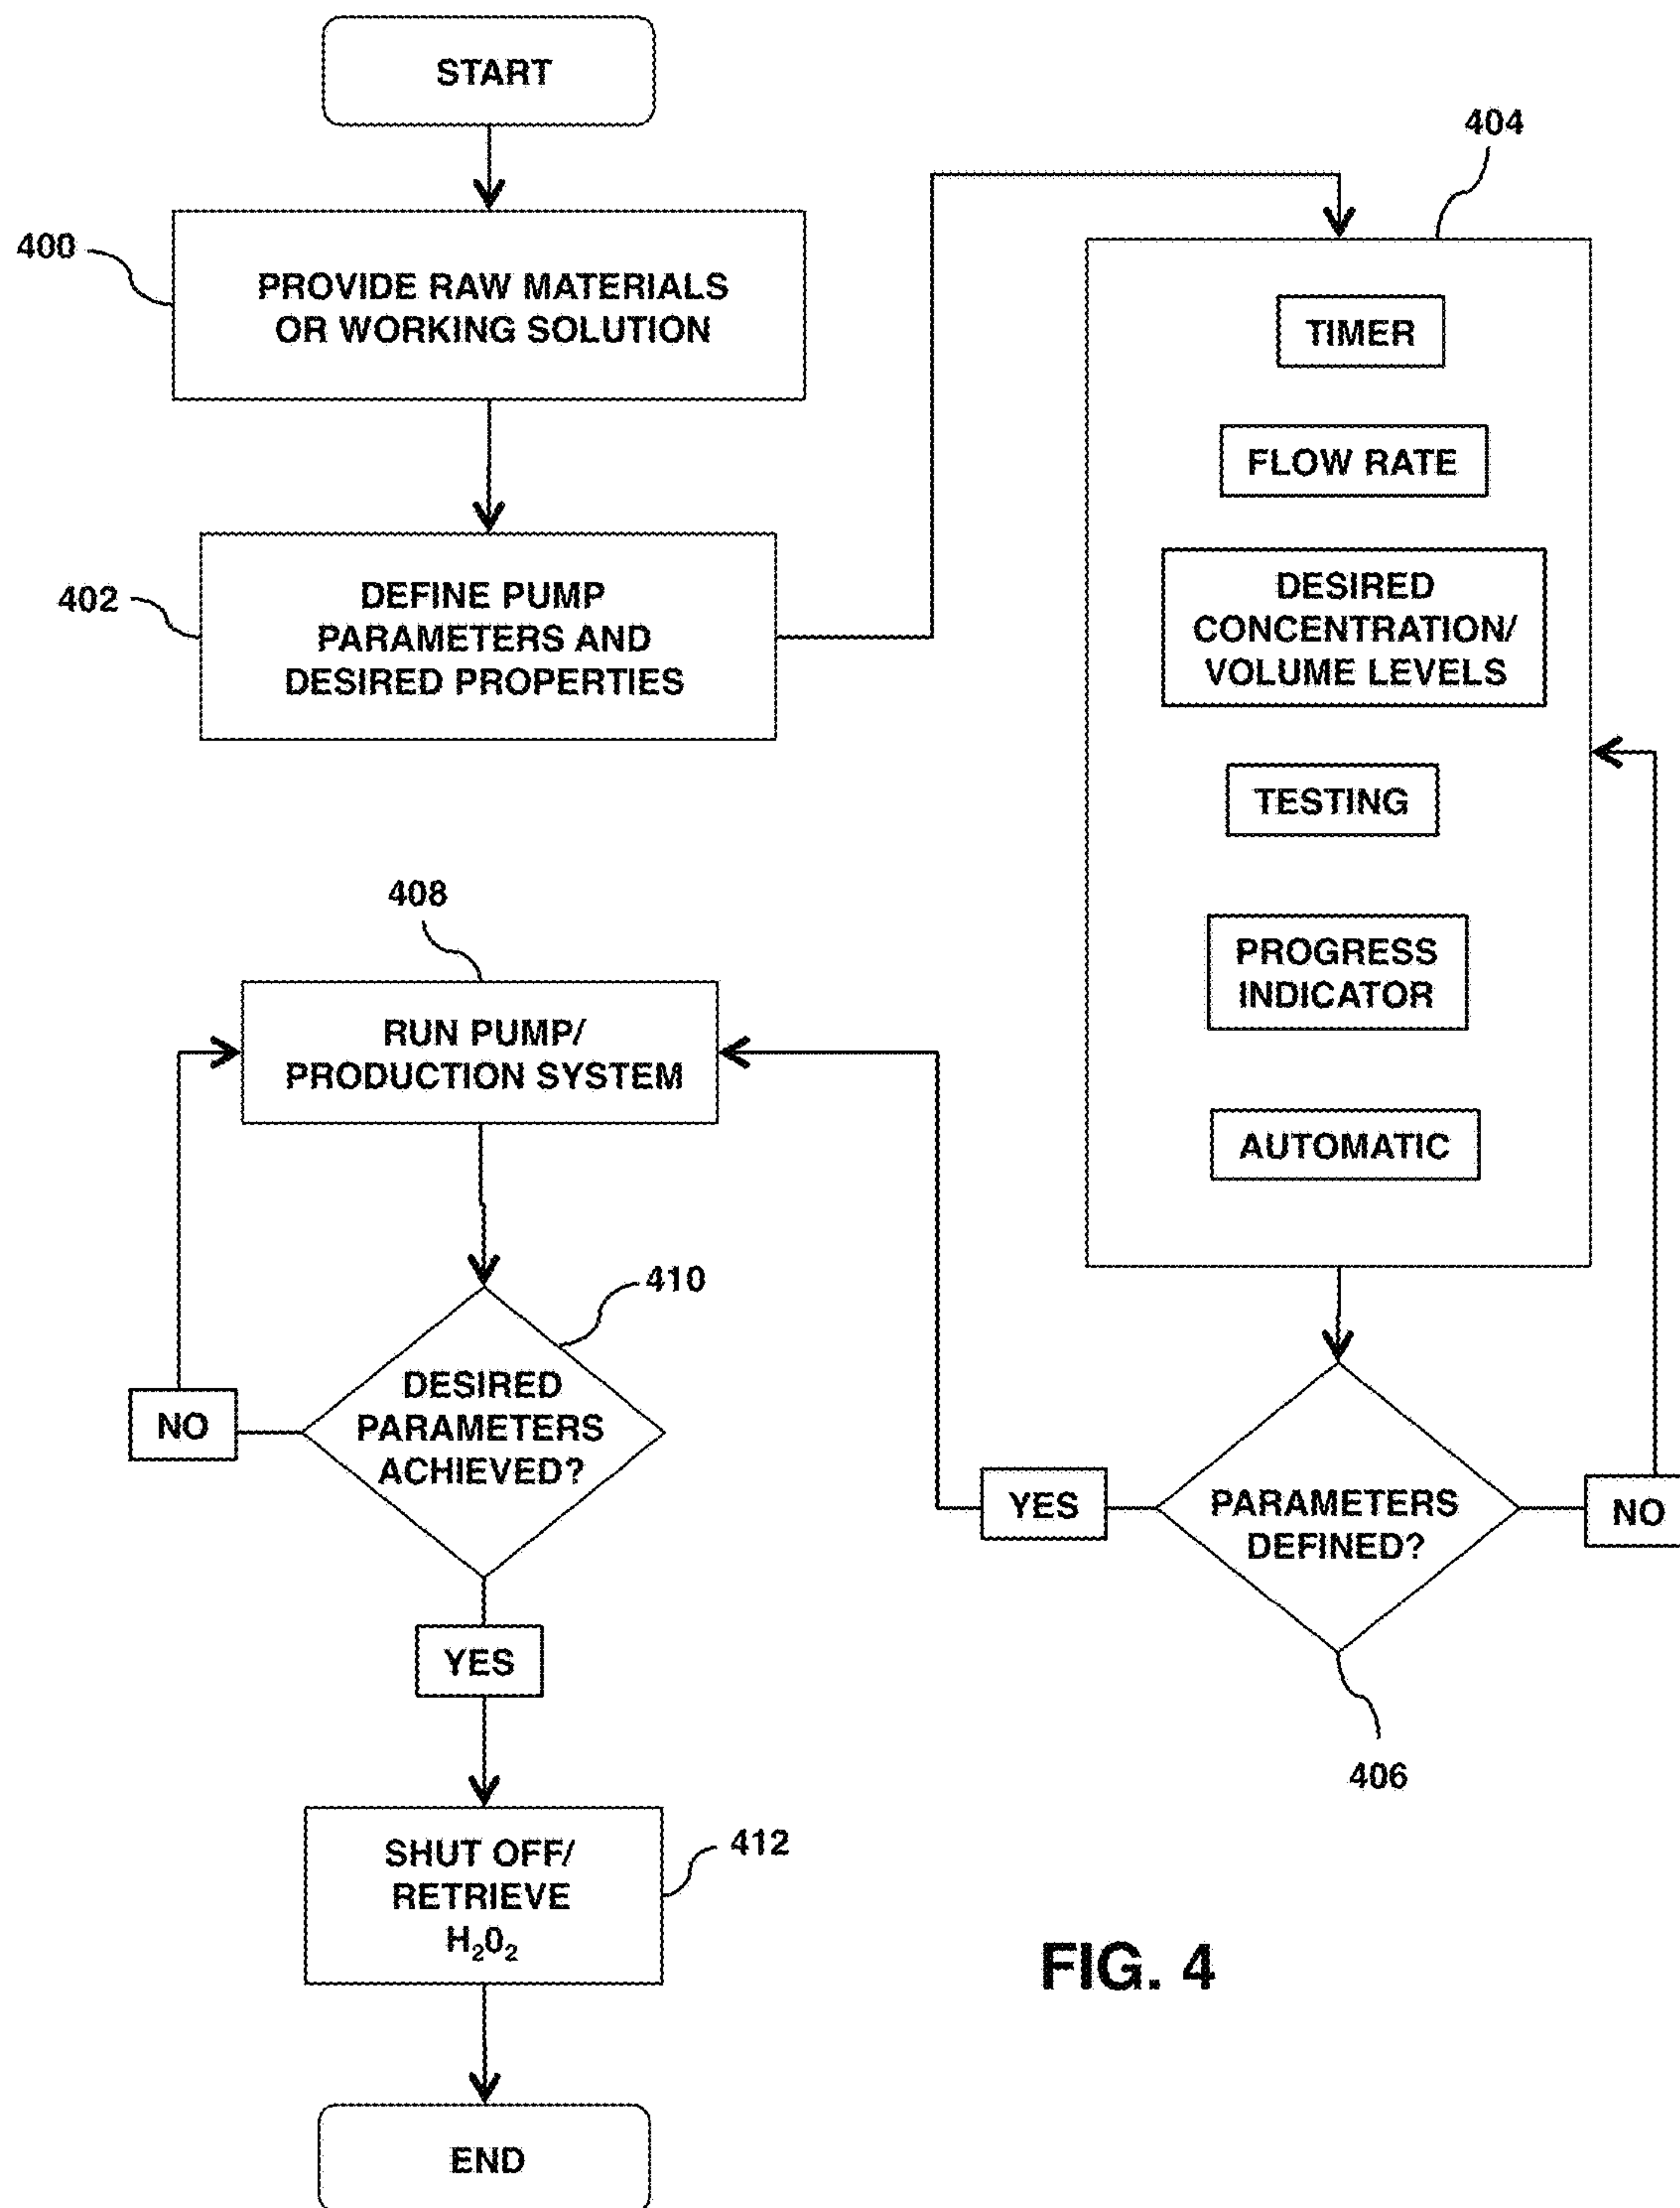 START
400
PROVIDE RAW MATERIALS
OR WORKING SOLUTION
402
DEFINE PUMP
PARAMETERS AND
DESIRED PROPERTIES
404
TIMER
FLOW RATE
DESIRED
CONCENTRATION/
VOLUME LEVELS
TESTING
PROGRESS
INDICATOR
AUTOMATIC
PARAMETERS
DEFINED?
NO
YES
406
408
RUN PUMP/
PRODUCTION SYSTEM
410
DESIRED
PARAMETERS
ACHIEVED?
NO
YES
412
SHUT OFF/
RETRIEVE
H₂0₂
END
FIG. 4